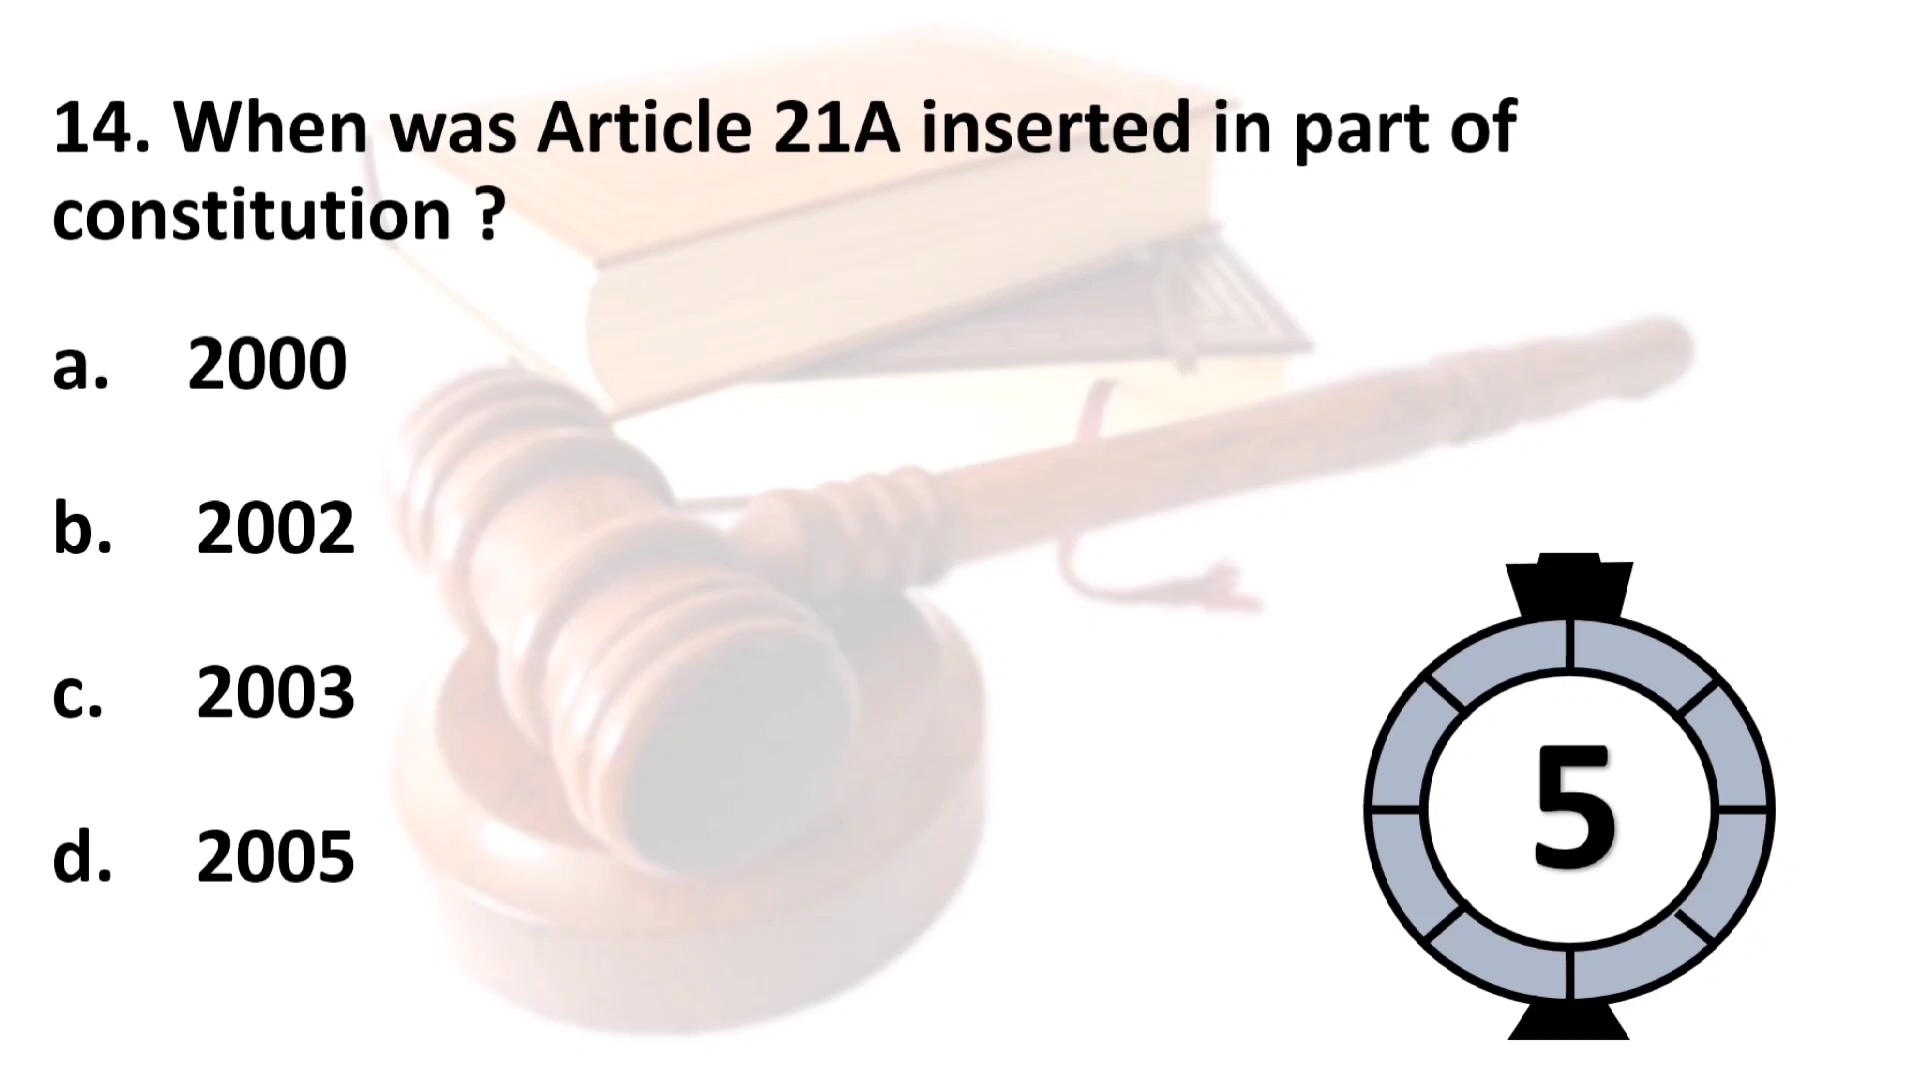 14. When was Article 21A inserted in part of
constitution ?
a. 2000
b. 2002
c. 2003
d. 2005
5